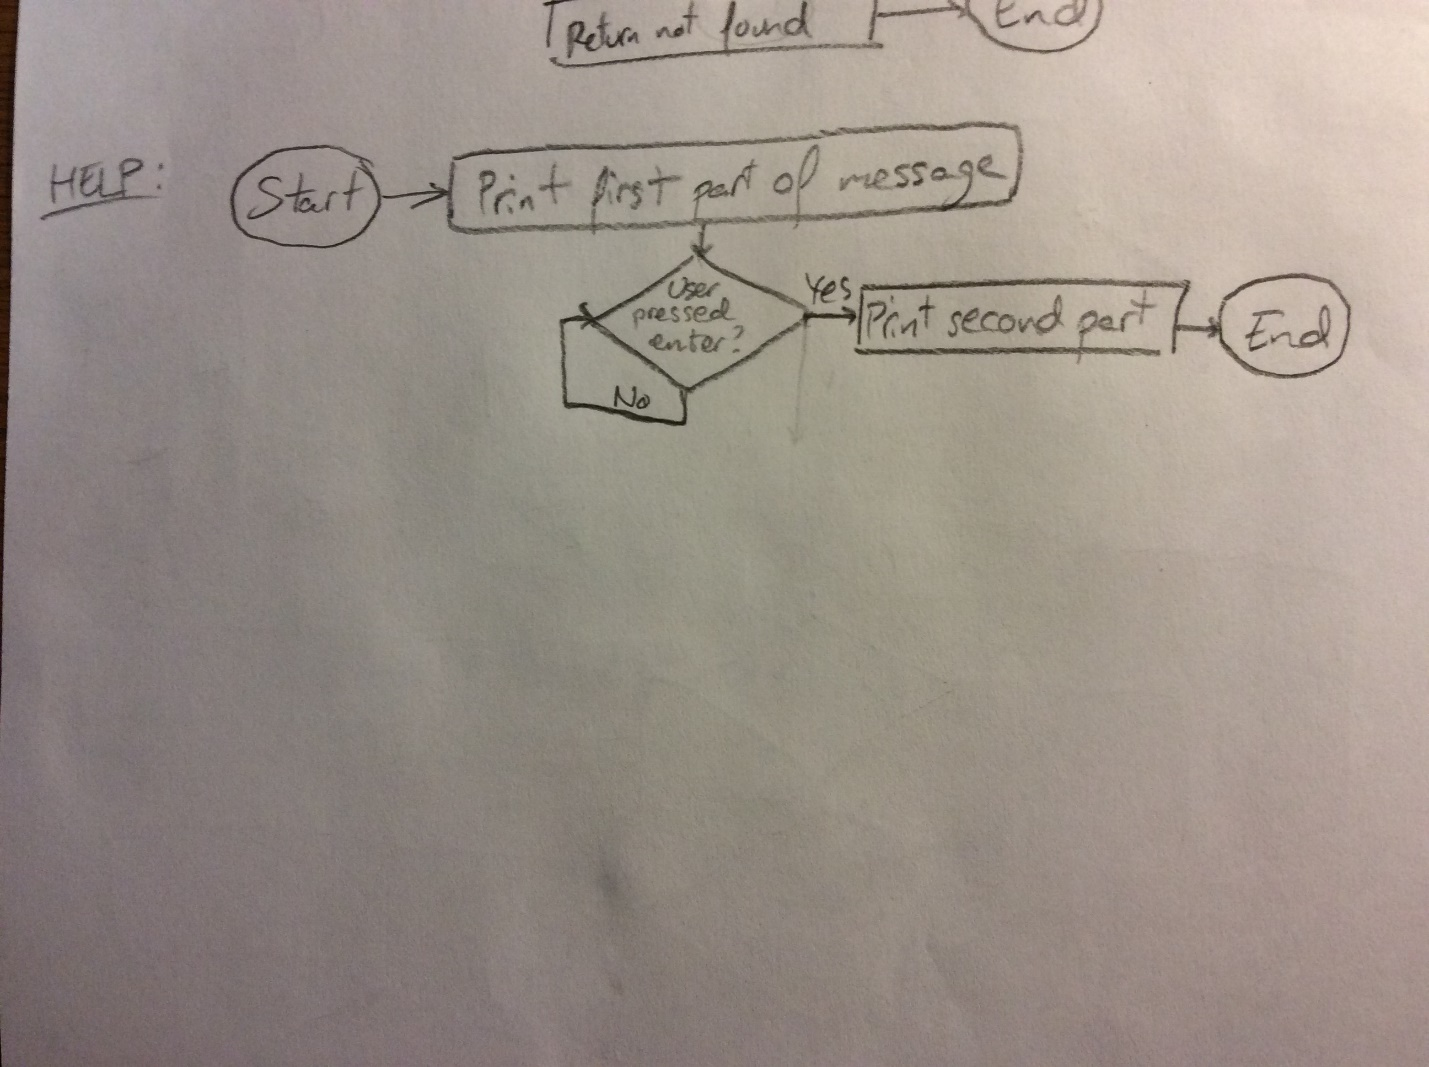 Return not found
End
HELP:
Start
Print first part of message
User
pressed
enter?
Yes
Print second part
End
No